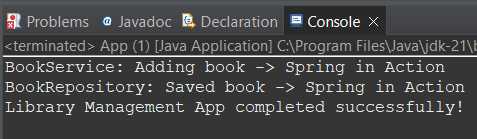 Problems @ Javadoc Declaration Console
<terminated> App (1) [Java Application] C:\Program Files\Java\jdk-21\
BookService: Adding book -> Spring in Action
BookRepository: Saved book -> Spring in Action
Library Management App completed successfully!